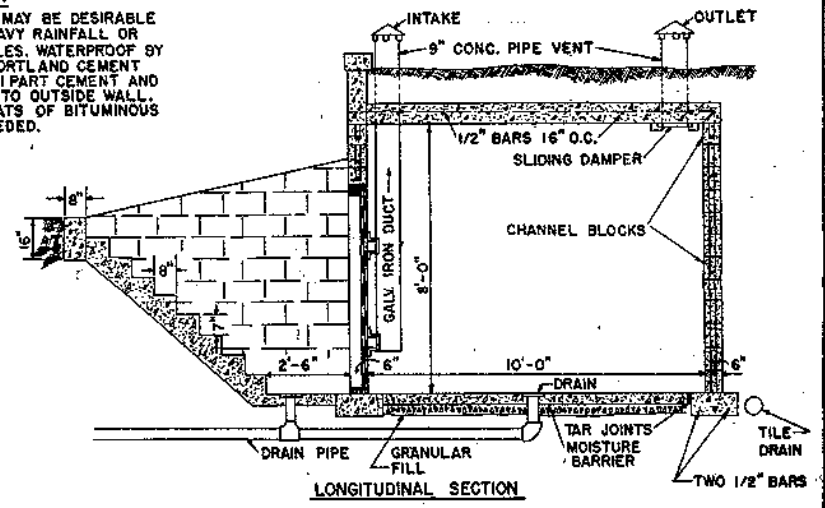 MAY BE DESIRABLE
AVY RAINFALL OR
LES. WATERPROOF BY
ORTLAND CEMENT
I PART CEMENT AND
TO OUTSIDE WALL.
ATS OF BITUMINOUS
EDED.
INTAKE
OUTLET
9" CONC. PIPE VENT
1/2" BARS 16" O.C.
SLIDING DAMPER
8"
16"
CHANNEL BLOCKS
8"
GALV. IRON DUCT
8'-0"
7"
2'-6"
6"
10'-0"
6"
DRAIN
DRAIN PIPE
GRANULAR
FILL
TAR JOINTS
MOISTURE
BARRIER
TILE
DRAIN
TWO 1/2" BARS
LONGITUDINAL SECTION